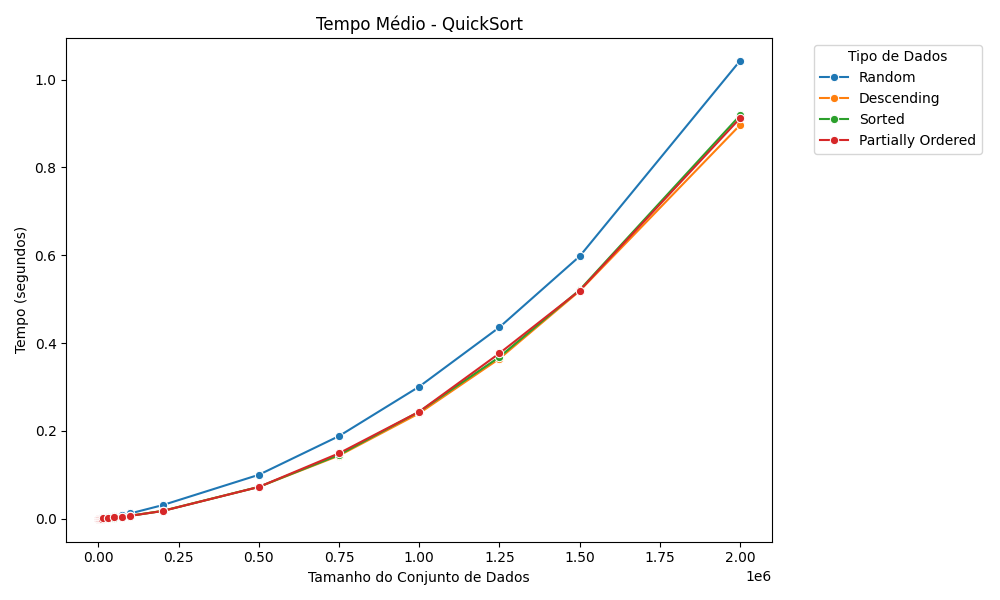 Tempo Médio - QuickSort
Tipo de Dados
Random
Descending
Sorted
Partially Ordered
Tempo (segundos)
1.0
0.8
0.6
0.4
0.2
0.0
0.00 0.25 0.50 0.75 1.00 1.25 1.50 1.75 2.00
1e6
Tamanho do Conjunto de Dados